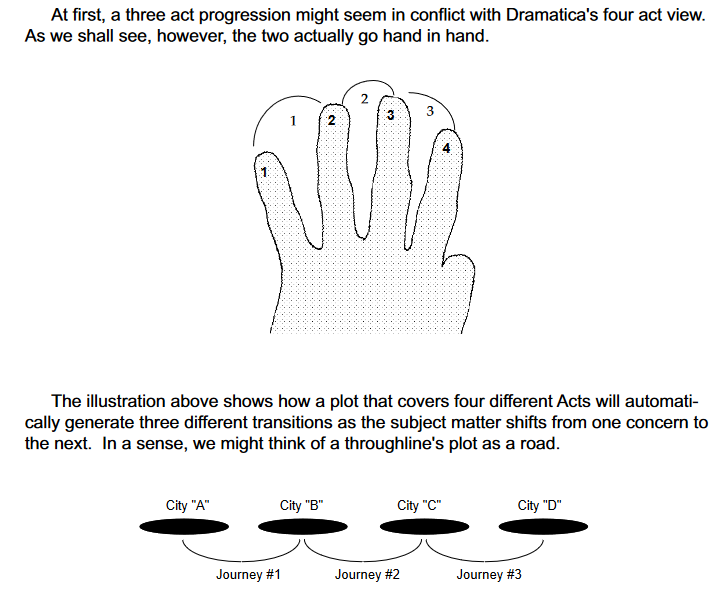 At first, a three act progression might seem in conflict with Dramatica's four act view.
As we shall see, however, the two actually go hand in hand.
2
1
2
3
3
4
1
The illustration above shows how a plot that covers four different Acts will automati-
cally generate three different transitions as the subject matter shifts from one concern to
the next. In a sense, we might think of a throughline's plot as a road.
City "A" City "B" City "C" City "D"
Journey #1 Journey #2 Journey #3